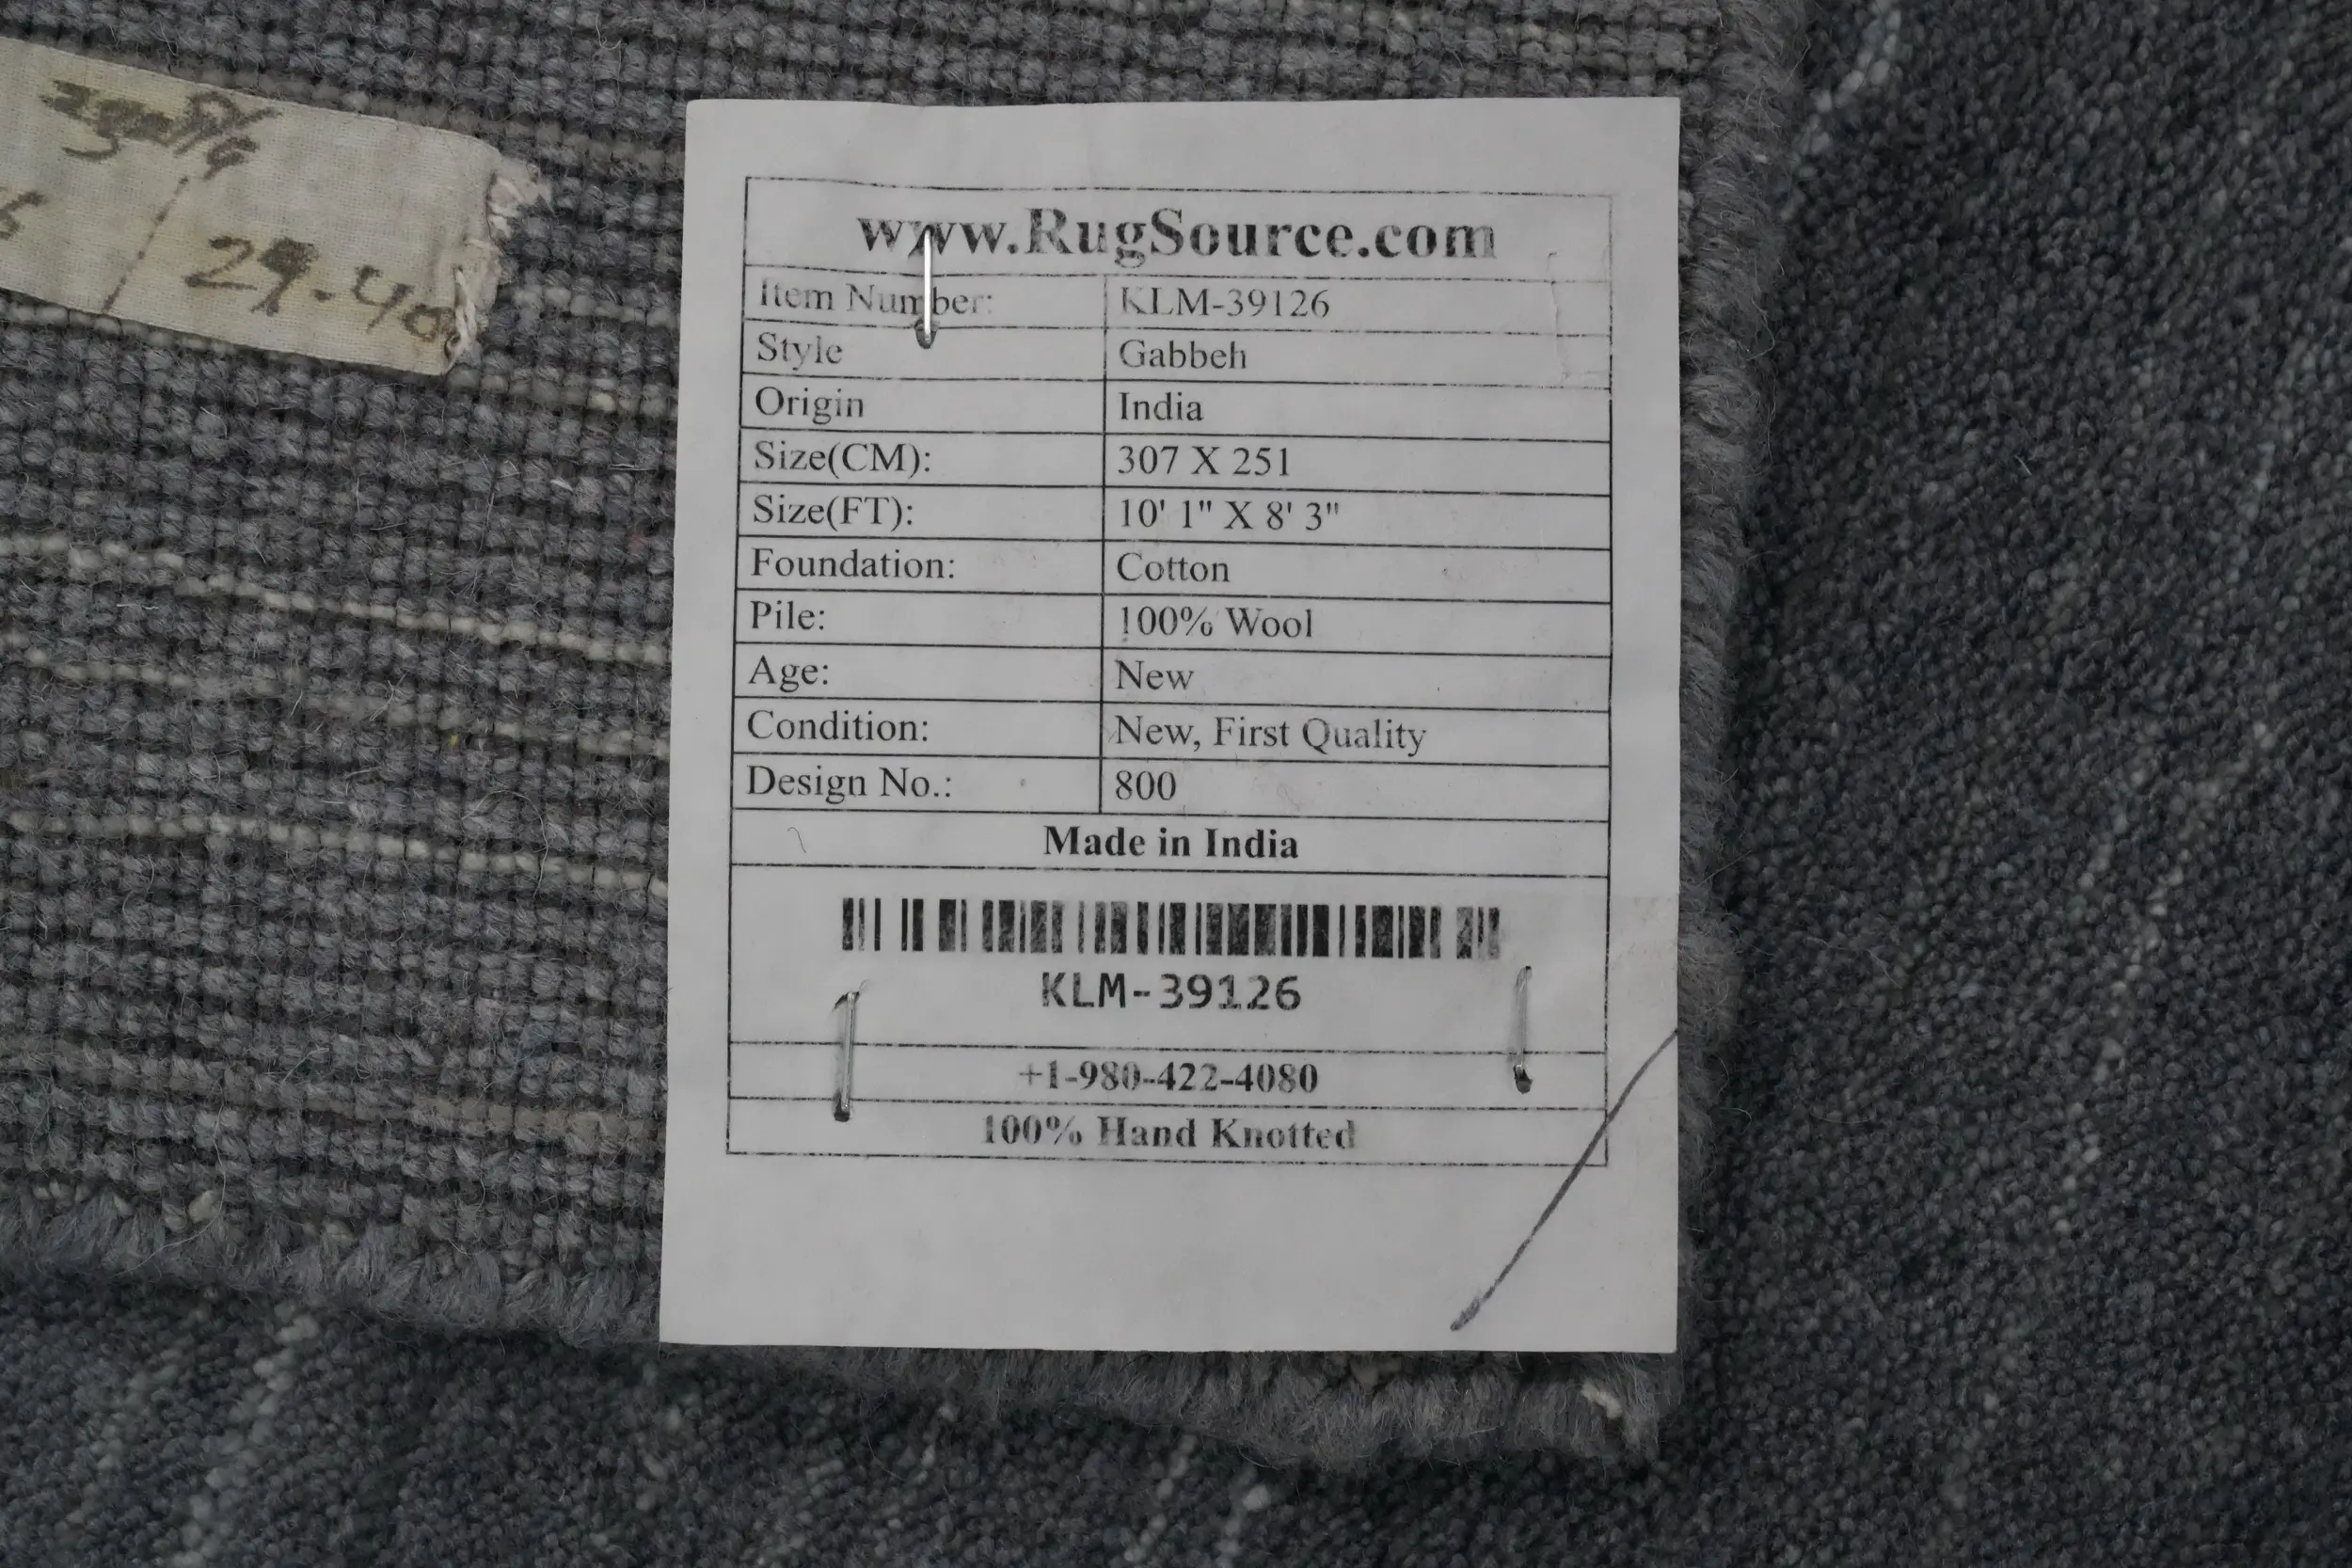 29.40
www.RugSource.com
Item Number: KLM-39126
Style Gabbeh
Origin India
Size(CM): 307 X 251
Size(FT): 10' 1" X 8' 3"
Foundation: Cotton
Pile: 100% Wool
Age: New
Condition: New, First Quality
Design No.: 800
Made in India
KLM-39126
+1-980-422-4080
100% Hand Knotted